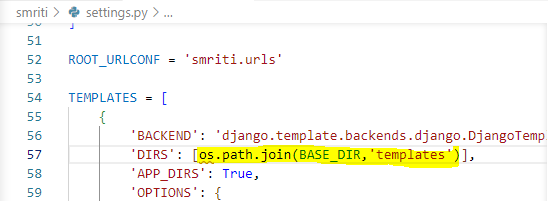 smriti > settings.py > ...
51
52 ROOT_URLCONF = 'smriti.urls'
53
54 TEMPLATES = [
55 {
56 'BACKEND': 'django.template.backends.django.DjangoTemp
57 'DIRS': [os.path.join(BASE_DIR,'templates')],
58 'APP_DIRS': True,
59 'OPTIONS': {